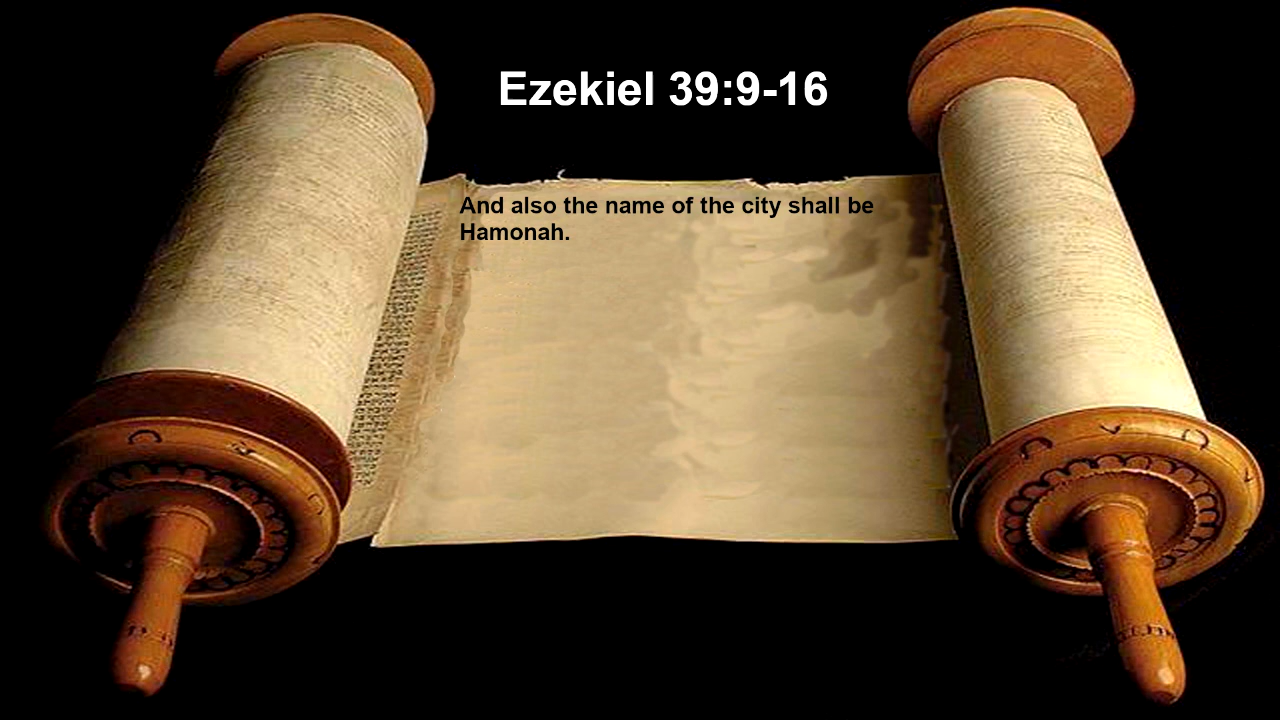 Ezekiel 39:9-16
And also the name of the city shall be
Hamonah.